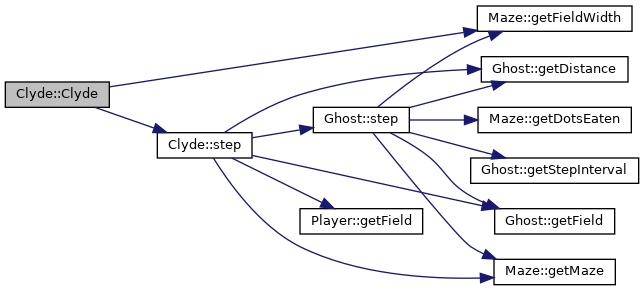 Clyde::Clyde
Clyde::step
Ghost::step
Player::getField
Maze::getFieldWidth
Ghost::getDistance
Maze::getDotsEaten
Ghost::getStepInterval
Ghost::getField
Maze::getMaze